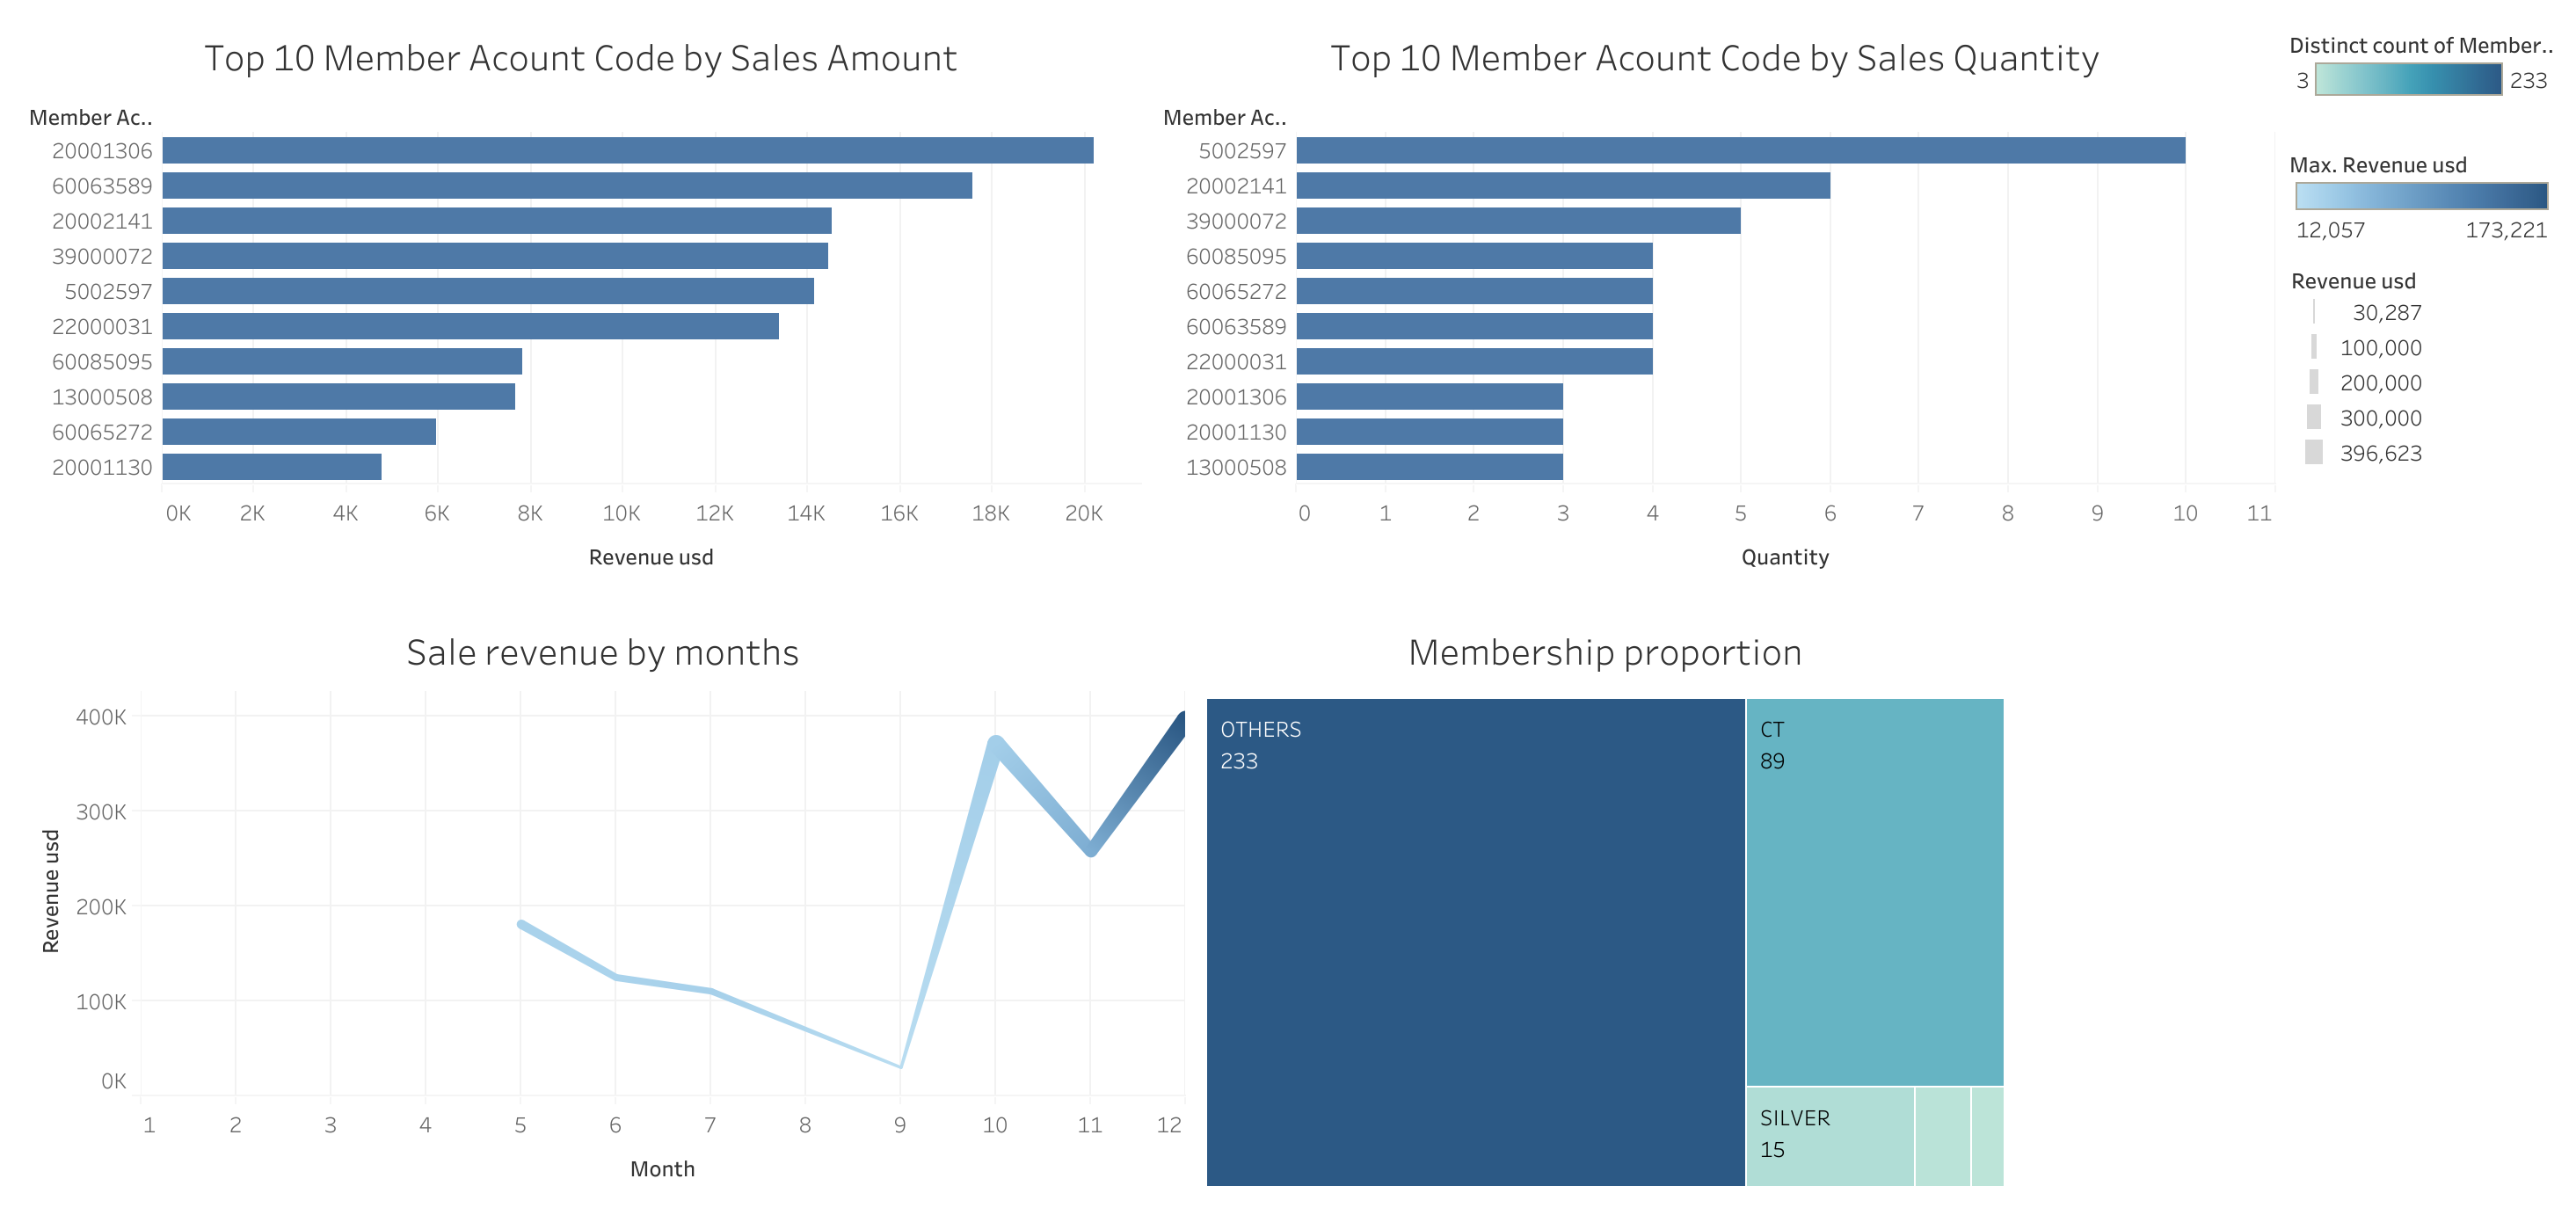 Top 10 Member Acount Code by Sales Amount
Member Ac..
20001306
60063589
20002141
39000072
5002597
22000031
60085095
13000508
60065272
20001130
0K 2K 4K 6K 8K 10K 12K 14K 16K 18K 20K
Revenue usd
Top 10 Member Acount Code by Sales Quantity
Member Ac..
5002597
20002141
39000072
60085095
60065272
60063589
22000031
20001306
20001130
13000508
0 1 2 3 4 5 6 7 8 9 10 11
Quantity
Distinct count of Member..
3 233
Max. Revenue usd
12,057 173,221
Revenue usd
30,287
100,000
200,000
300,000
396,623
Sale revenue by months
Revenue usd
400K
300K
200K
100K
0K
1 2 3 4 5 6 7 8 9 10 11 12
Month
Membership proportion
OTHERS
233
CT
89
SILVER
15